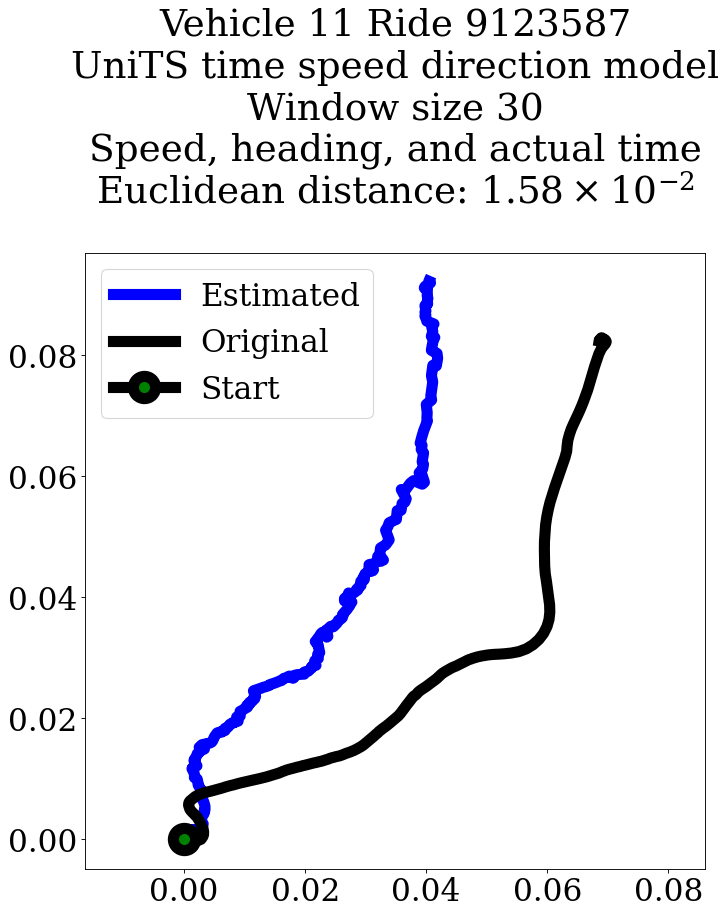 Vehicle 11 Ride 9123587
UniTS time speed direction model
Window size 30
Speed, heading, and actual time
Euclidean distance: 1.58 × 10⁻²
Estimated
Original
Start
0.08
0.06
0.04
0.02
0.00
0.00 0.02 0.04 0.06 0.08